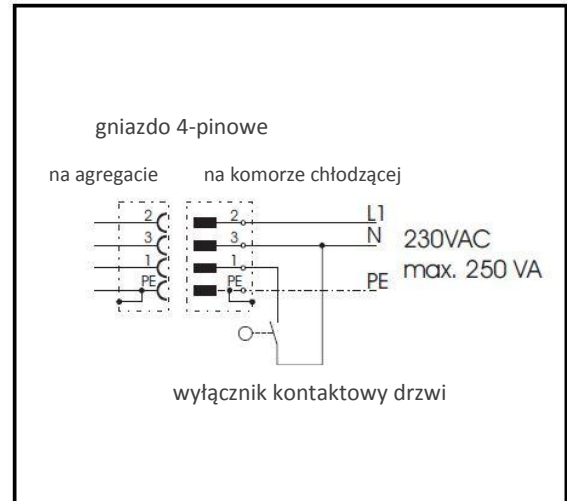 gniazdo 4-pinowe
na agregacie na komorze chłodzącej
2 2 L1
3 3 N 230VAC
1 1 max. 250 VA
PE PE PE
wyłącznik kontaktowy drzwi